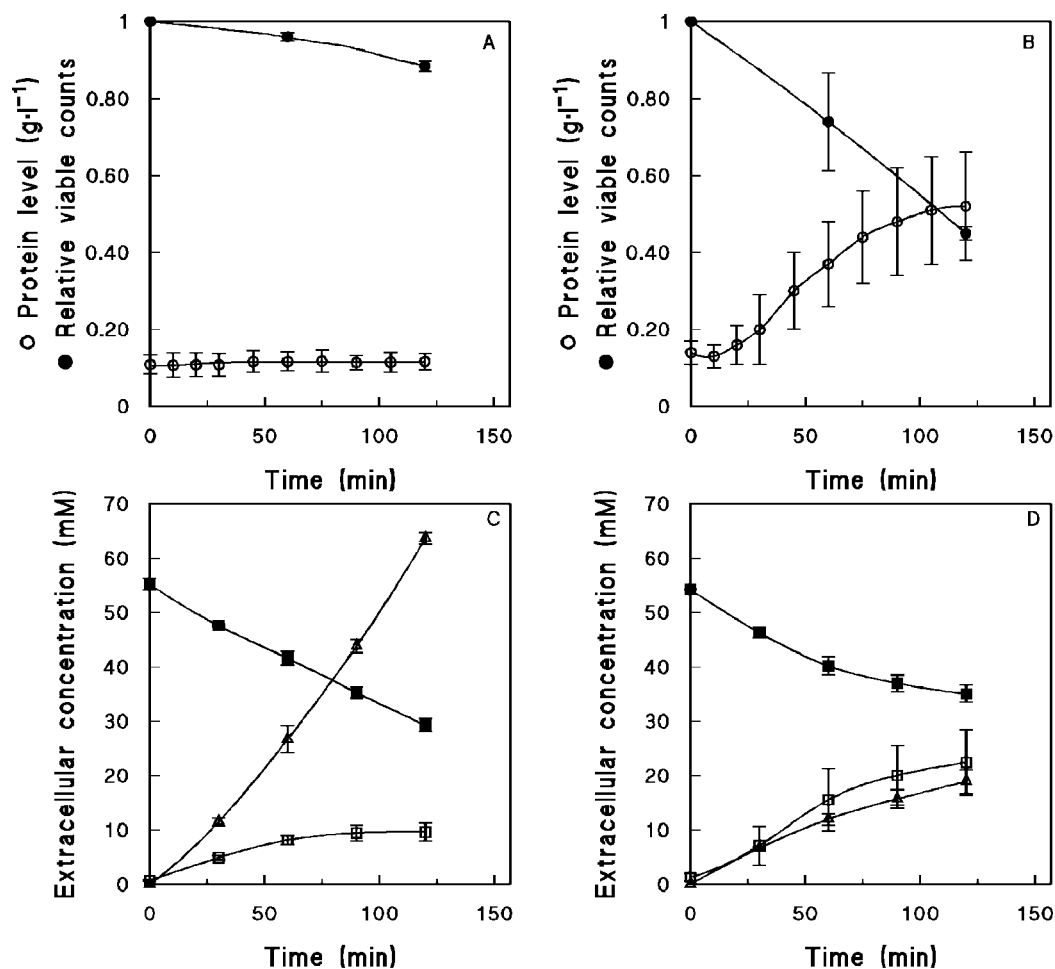 A
1
0.80
0.60
0.40
0.20
0
0 50 100 150
Time (min)
○ Protein level (g·l⁻¹)
● Relative viable counts
B
1
0.80
0.60
0.40
0.20
0
0 50 100 150
Time (min)
○ Protein level (g·l⁻¹)
● Relative viable counts
C
70
60
50
40
30
20
10
0
0 50 100 150
Time (min)
Extracellular concentration (mM)
D
70
60
50
40
30
20
10
0
0 50 100 150
Time (min)
Extracellular concentration (mM)